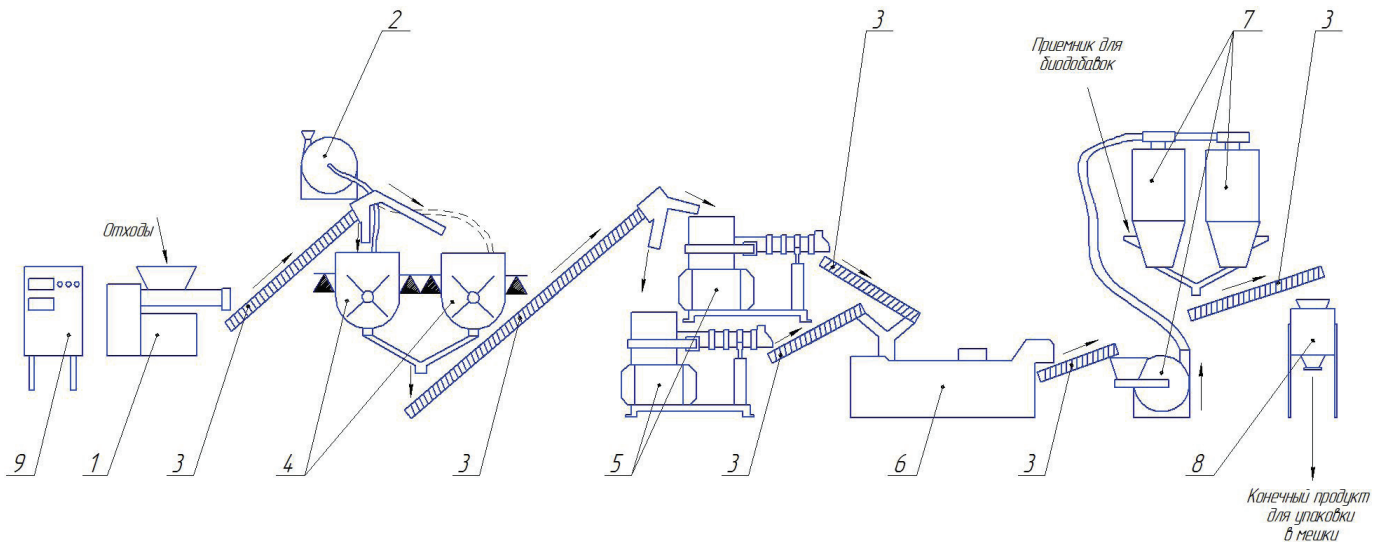 2
3
7
3
Приемник для
биодобавок
Отходы
9
1
3
4
3
5
3
6
3
8
Конечный продукт
для упаковки
в мешки